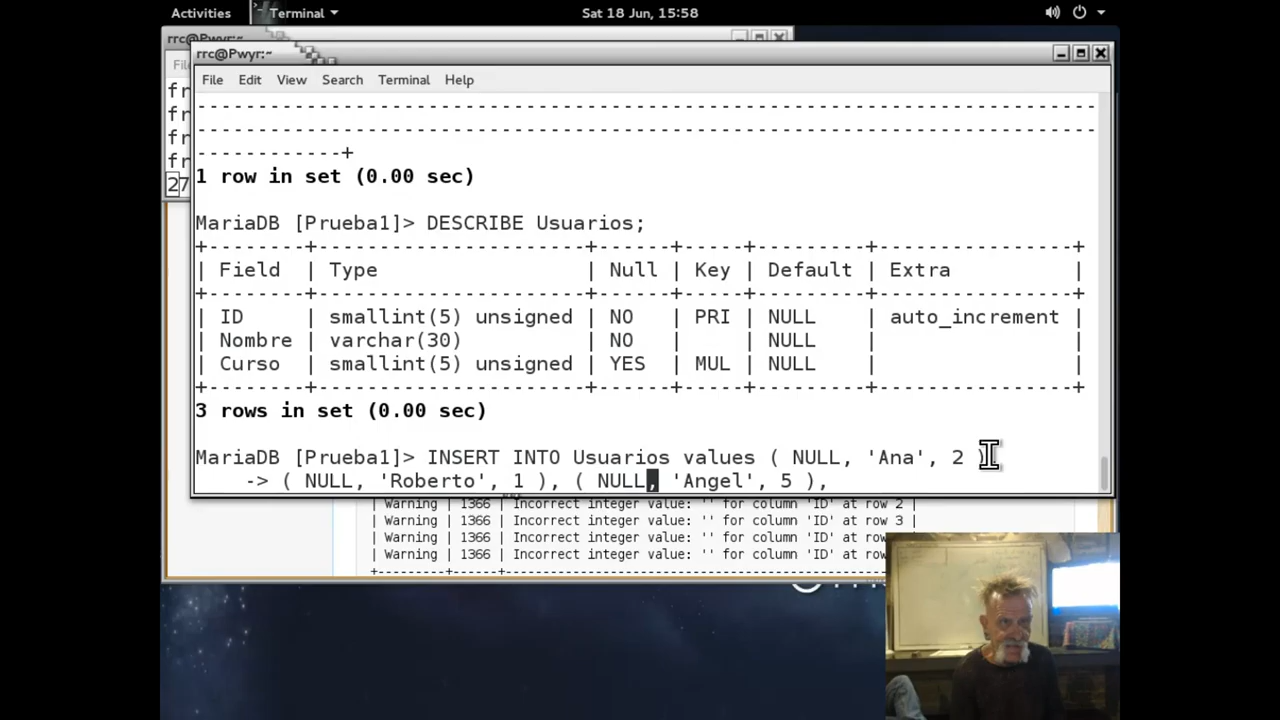 Activities Terminal Sat 18 Jun, 15:58
rrc@Pwyr:~
rrc@Pwyr:~
File Edit View Search Terminal Help
------------+
1 row in set (0.00 sec)
MariaDB [Prueba1]> DESCRIBE Usuarios;
+--------+----------------------+------+-----+---------+----------------+
| Field | Type | Null | Key | Default | Extra |
+--------+----------------------+------+-----+---------+----------------+
| ID | smallint(5) unsigned | NO | PRI | NULL | auto_increment |
| Nombre | varchar(30) | NO | | NULL | |
| Curso | smallint(5) unsigned | YES | MUL | NULL | |
+--------+----------------------+------+-----+---------+----------------+
3 rows in set (0.00 sec)
MariaDB [Prueba1]> INSERT INTO Usuarios values ( NULL, 'Ana', 2 )
-> ( NULL, 'Roberto', 1 ), ( NULL, 'Angel', 5 ),
| Warning | 1366 | Incorrect integer value: '' for column 'ID' at row 2 |
| Warning | 1366 | Incorrect integer value: '' for column 'ID' at row 3 |
| Warning | 1366 | Incorrect integer value: '' for column 'ID' at row
| Warning | 1366 | Incorrect integer value: '' for column 'ID' at row